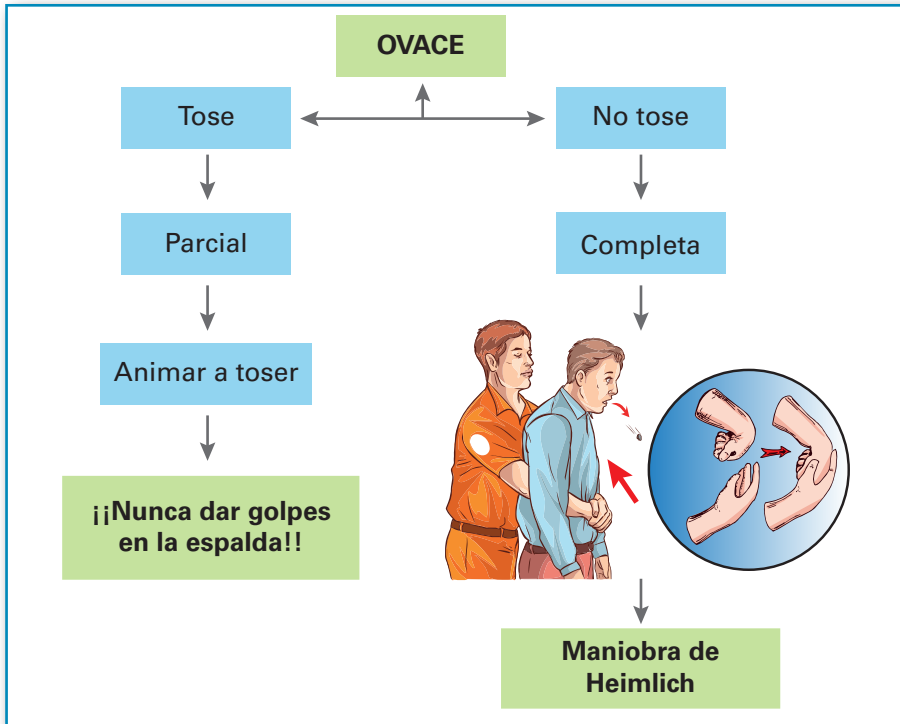 OVACE
Tose
No tose
Parcial
Completa
Animar a toser
¡¡Nunca dar golpes
en la espalda!!
Maniobra de
Heimlich